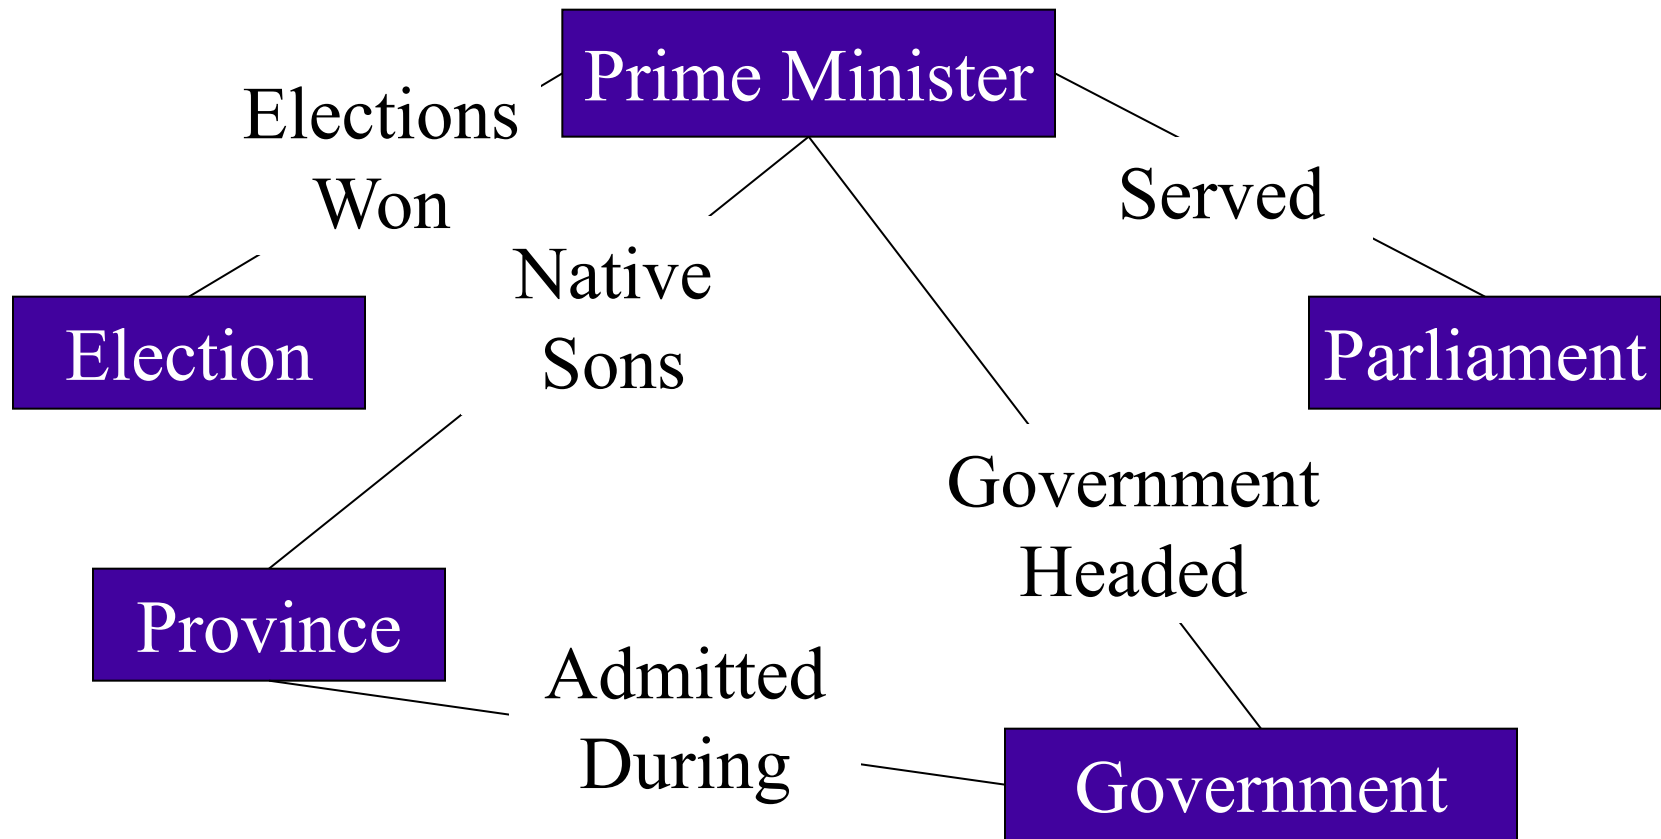 Prime Minister
Elections
Won
Served
Native
Sons
Election
Parliament
Government
Headed
Province
Admitted
During
Government